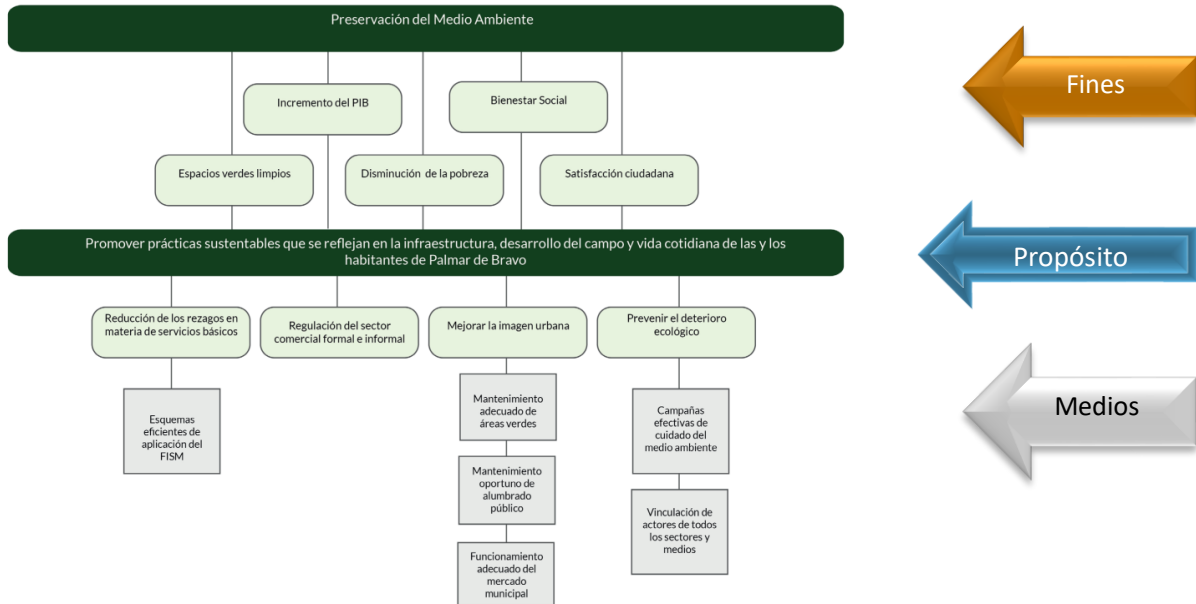 Preservación del Medio Ambiente
Fines
Incremento del PIB
Bienestar Social
Espacios verdes limpios
Disminución de la pobreza
Satisfacción ciudadana
Promover prácticas sustentables que se reflejan en la infraestructura, desarrollo del campo y vida cotidiana de las y los
habitantes de Palmar de Bravo
Propósito
Reducción de los rezagos en
materia de servicios básicos
Regulación del sector
comercial formal e informal
Mejorar la imagen urbana
Prevenir el deterioro
ecológico
Medios
Esquemas
eficientes de
aplicación del
FISM
Mantenimiento
adecuado de
áreas verdes
Campañas
efectivas de
cuidado del
medio ambiente
Mantenimiento
oportuno de
alumbrado
público
Vinculación de
actores de todos
los sectores y
medios
Funcionamiento
adecuado del
mercado
municipal